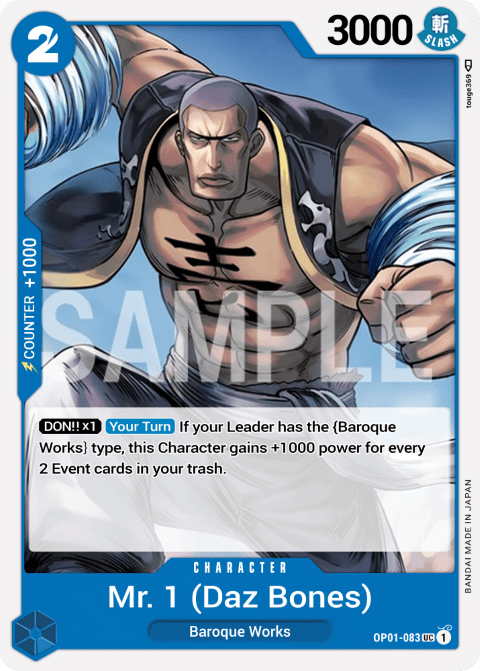 2
3000
斬
SLASH
touge369
COUNTER +1000
SAMPLE
DON!! x1 Your Turn If your Leader has the {Baroque
Works} type, this Character gains +1000 power for every
2 Event cards in your trash.
BANDAI MADE IN JAPAN
CHARACTER
Mr. 1 (Daz Bones)
Baroque Works
OP01-083 UC 1